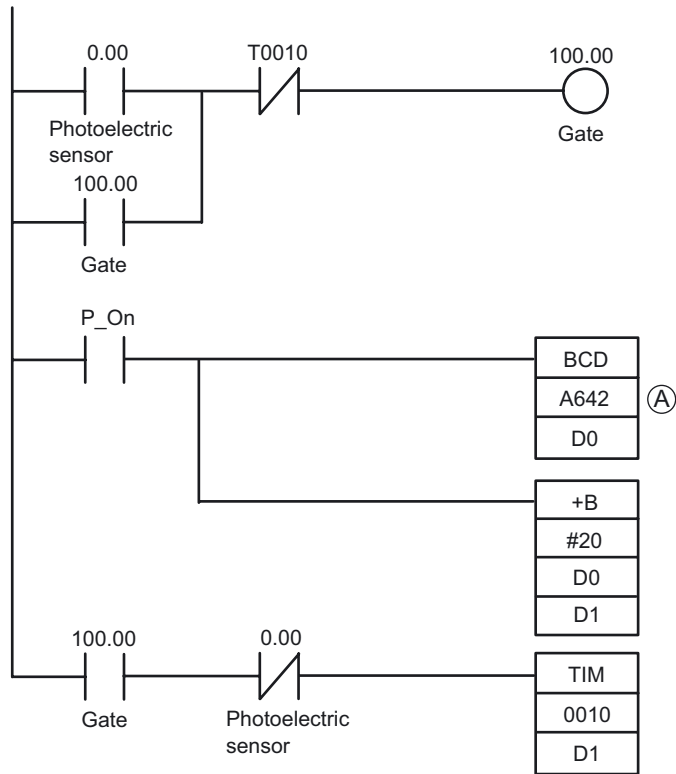 0.00
T0010
100.00
Photoelectric
sensor
Gate
100.00
Gate
P_On
BCD
A642
A
D0
+B
#20
D0
D1
100.00
0.00
TIM
Gate
Photoelectric
sensor
0010
D1